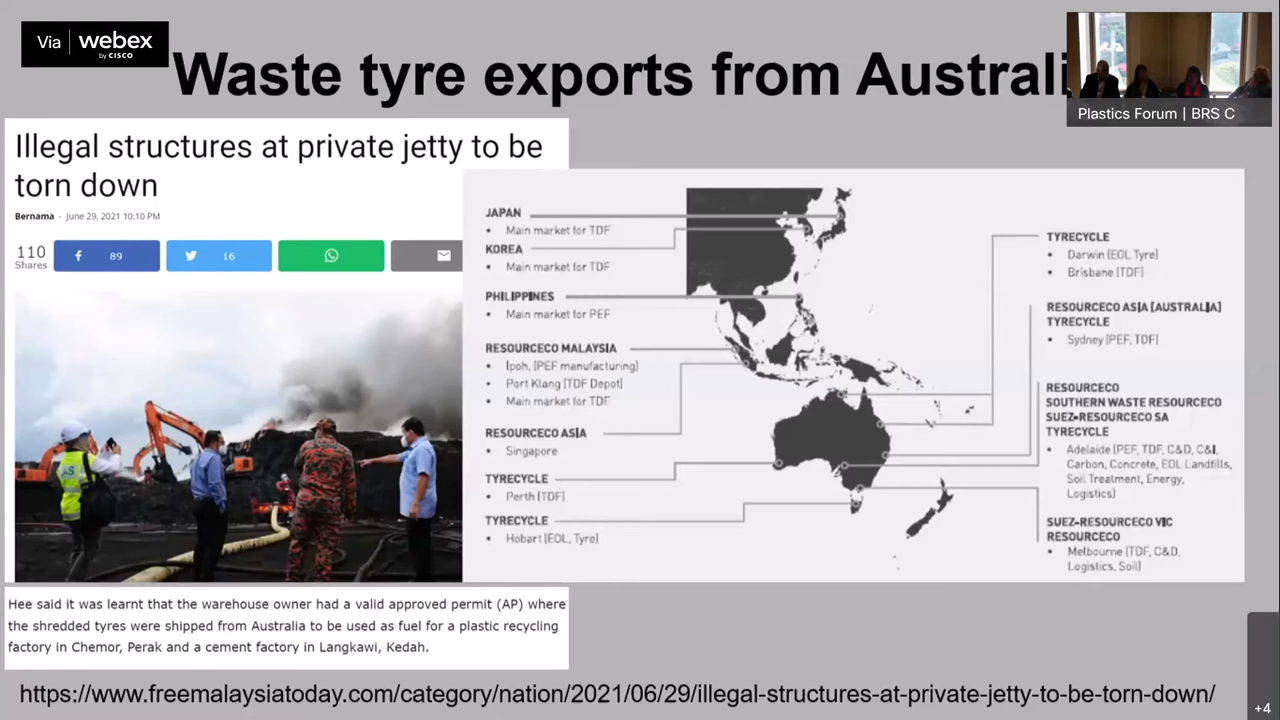 Via webex
by CISCO
Waste tyre exports from Australi
Plastics Forum | BRS C
Illegal structures at private jetty to be
torn down
Bernama - June 29, 2021 10:10 PM
110
Shares
89
16
JAPAN
• Main market for TDF
KOREA
• Main market for TDF
PHILIPPINES
• Main market for PEF
RESOURCECO MALAYSIA
• Ipoh, (PEF manufacturing)
• Port Klang (TDF Depot)
• Main market for TDF
RESOURCECO ASIA
• Singapore
TYRECYCLE
• Perth (TDF)
TYRECYCLE
• Hobart (EOL, Tyre)
TYRECYCLE
• Darwin (EOL Tyre)
• Brisbane (TDF)
RESOURCECO ASIA (AUSTRALIA)
TYRECYCLE
• Sydney (PEF, TDF)
RESOURCECO
SOUTHERN WASTE RESOURCECO
SUEZ-RESOURCECO SA
TYRECYCLE
• Adelaide (PEF, TDF, C&D, C&I,
Carbon, Concrete, EOL Landfills,
Soil Treatment, Energy,
Logistics)
SUEZ-RESOURCECO VIC
RESOURCECO
• Melbourne (TDF, C&D,
Logistics, Soil)
Hee said it was learnt that the warehouse owner had a valid approved permit (AP) where
the shredded tyres were shipped from Australia to be used as fuel for a plastic recycling
factory in Chemor, Perak and a cement factory in Langkawi, Kedah.
https://www.freemalaysiatoday.com/category/nation/2021/06/29/illegal-structures-at-private-jetty-to-be-torn-down/
+4